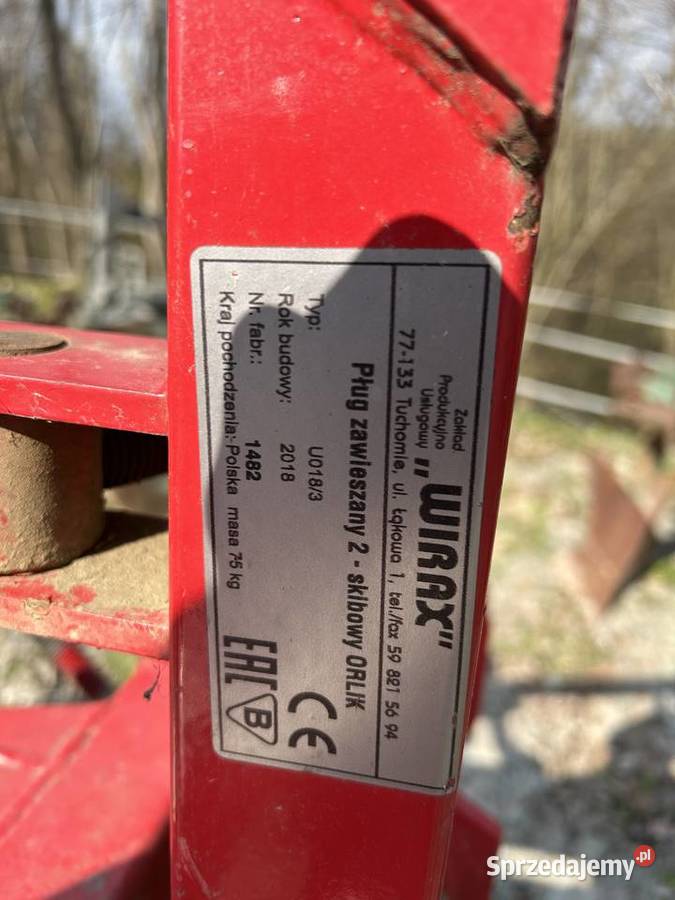 Zakład
Produkcyjno
Usługowy
„WIRAX”
77-133 Tuchomie, ul. Łąkowa 1, tel./fax 59 821 56 94
Pług zawieszany 2 - skibowy ORLIK
Typ: U018/3
Rok budowy: 2018
Nr. fabr.: 1482
Kraj pochodzenia: Polska masa 75 kg
CE
EAC
B
Sprzedajemy.pl